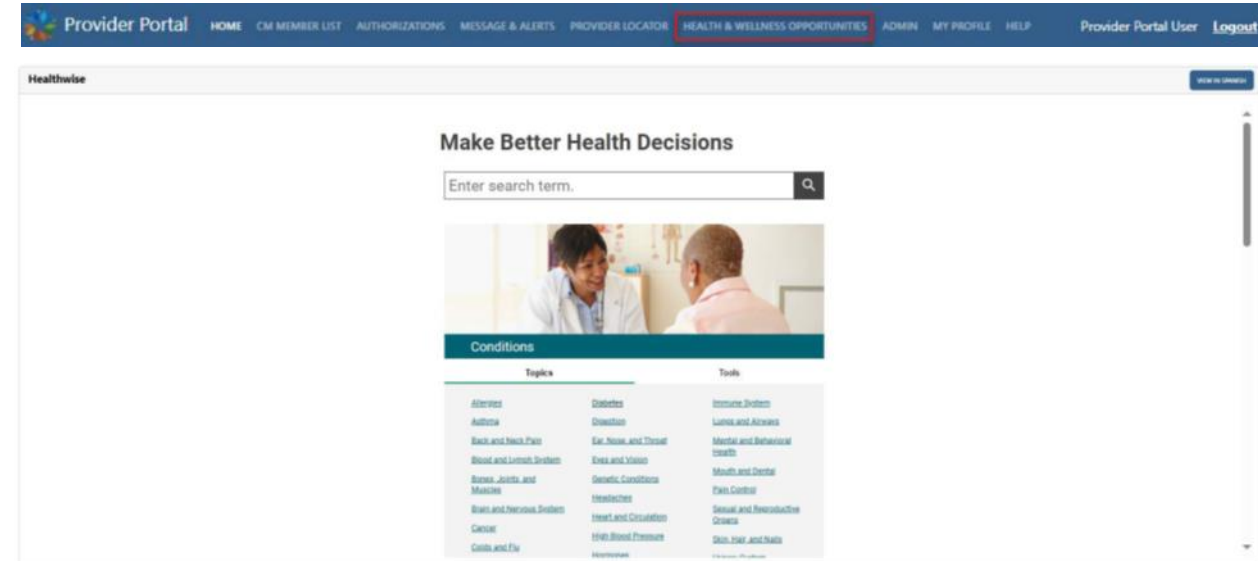 Provider Portal HOME CM MEMBER LIST AUTHORIZATIONS MESSAGE & ALERTS PROVIDER LOCATOR HEALTH & WELLNESS OPPORTUNITIES ADMIN MY PROFILE HELP Provider Portal User Logout
Healthwise VIEW IN SPANISH
Make Better Health Decisions
Enter search term.
Conditions
Topics Tools
Allergies
Asthma
Back and Neck Pain
Blood and Lymph System
Bones, Joints, and
Muscles
Brain and Nervous System
Cancer
Colds and Flu
Diabetes
Digestion
Ear, Nose, and Throat
Eyes and Vision
Genetic Conditions
Headaches
Heart and Circulation
High Blood Pressure
Hormones
Immune System
Lungs and Airways
Mental and Behavioral
Health
Mouth and Dental
Pain Control
Sexual and Reproductive
Organs
Skin, Hair, and Nails